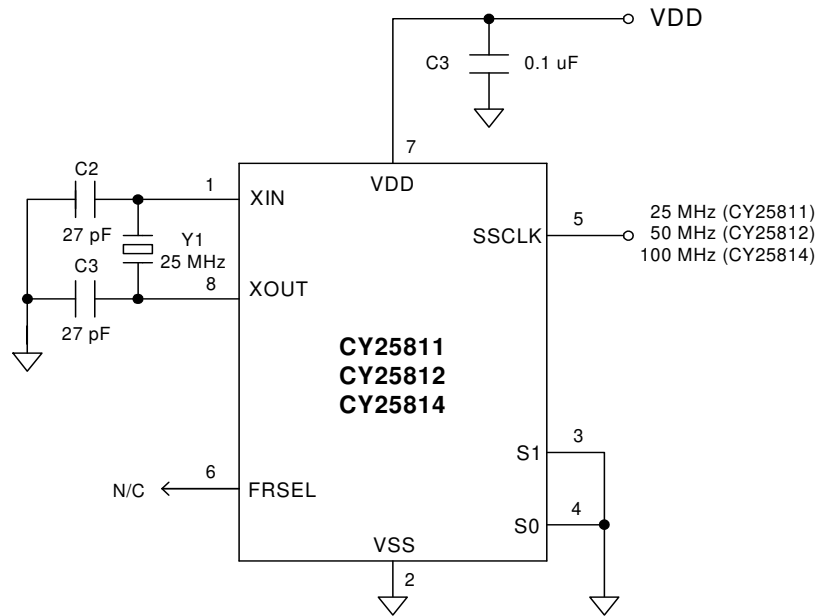 VDD
C3
0.1 uF
7
VDD
C2
1
XIN
27 pF
Y1
25 MHz
C3
8
XOUT
27 pF
5
SSCLK
25 MHz (CY25811)
50 MHz (CY25812)
100 MHz (CY25814)
CY25811
CY25812
CY25814
3
S1
6
N/C
FRSEL
4
S0
VSS
2